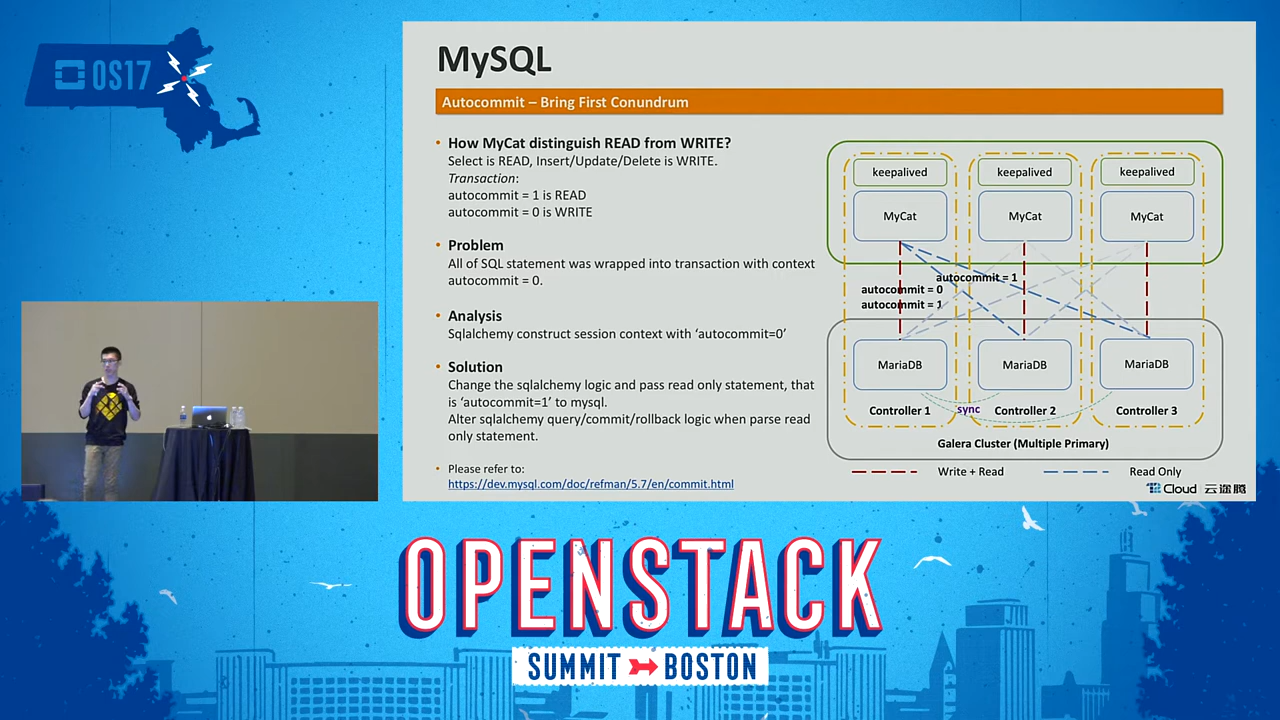 OS17
MySQL
Autocommit – Bring First Conundrum
• How MyCat distinguish READ from WRITE?
Select is READ, Insert/Update/Delete is WRITE.
Transaction:
autocommit = 1 is READ
autocommit = 0 is WRITE
• Problem
All of SQL statement was wrapped into transaction with context
autocommit = 0.
• Analysis
Sqlalchemy construct session context with ‘autocommit=0’
• Solution
Change the sqlalchemy logic and pass read only statement, that
is ‘autocommit=1’ to mysql.
Alter sqlalchemy query/commit/rollback logic when parse read
only statement.
• Please refer to:
https://dev.mysql.com/doc/refman/5.7/en/commit.html
keepalived keepalived keepalived
MyCat MyCat MyCat
autocommit = 1
autocommit = 0
autocommit = 1
MariaDB MariaDB MariaDB
Controller 1 sync Controller 2 Controller 3
Galera Cluster (Multiple Primary)
Write + Read Read Only
Cloud 云途腾
OPENSTACK
SUMMIT BOSTON